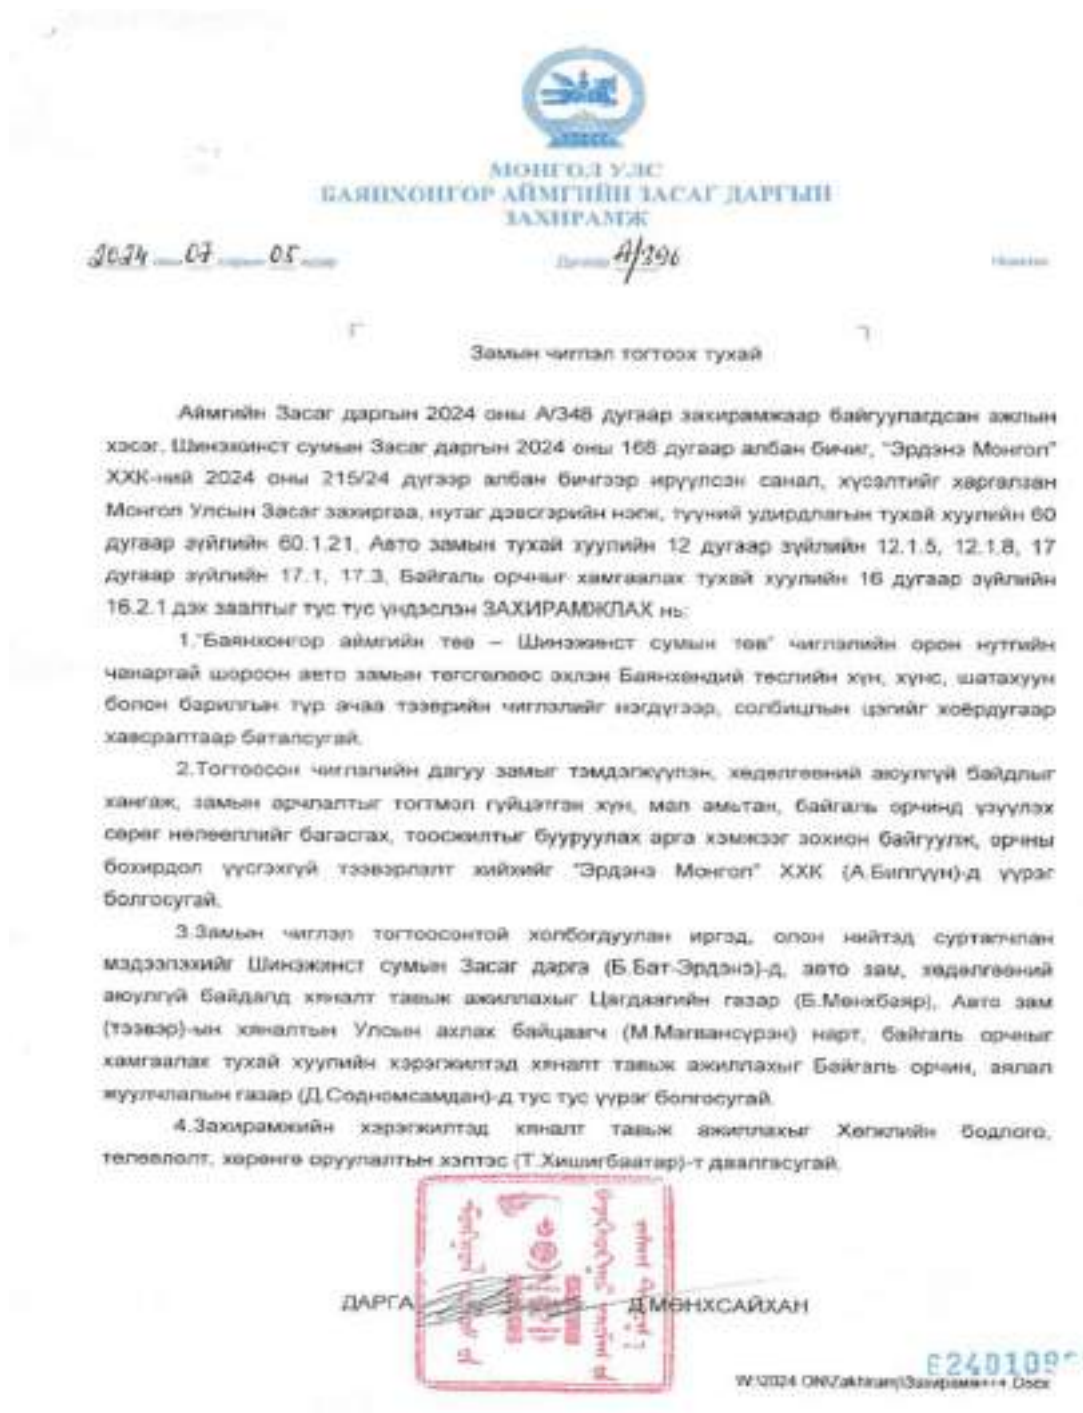 МОНГОЛ УЛС
БАЯНХОНГОР АЙМГИЙН ЗАСАГ ДАРГЫН
ЗАХИРАМЖ
2024 оны 07 сарын 05 өдөр Дугаар А/396
Замын чиглэл тогтоох тухай
Аймгийн Засаг даргын 2024 оны А/348 дугаар захирамжаар байгуулагдсан ажлын
хэсэг, Шинэжинст сумын Засаг даргын 2024 оны 168 дугаар албан бичиг, "Эрдэнэ Монгол"
ХХК-ний 2024 оны 215/24 дугаар албан бичгээр ирүүлсэн санал, хүсэлтийг харгалзан
Монгол Улсын Засаг захиргаа, нутаг дэвсгэрийн нэгж, түүний удирдлагын тухай хуулийн 60
дугаар зүйлийн 60.1.21, Авто замын тухай хуулийн 12 дугаар зүйлийн 12.1.5, 12.1.8, 17
дугаар зүйлийн 17.1, 17.3, Байгаль орчныг хамгаалах тухай хуулийн 16 дугаар зүйлийн
16.2.1 дэх заалтыг тус тус үндэслэн ЗАХИРАМЖЛАХ нь:
1."Баянхонгор аймгийн төв – Шинэжинст сумын төв" чиглэлийн орон нутгийн
чанартай шороон авто замын төгсгөлөөс эхлэн Баянхөндий төслийн хүн, хүнс, шатахуун
болон барилгын түр ачаа тээврийн чиглэлийг нэгдүгээр, солбицлын цэгийг хоёрдугаар
хавсралтаар баталсугай.
2.Тогтоосон чиглэлийн дагуу замыг тэмдэгжүүлэн, хөдөлгөөний аюулгүй байдлыг
хангаж, замын арчлалтыг тогтмол гүйцэтгэн хүн, мал амьтан, байгаль орчинд үзүүлэх
сөрөг нөлөөллийг багасгах, тоосжилтыг бууруулах арга хэмжээг зохион байгуулж, орчны
бохирдол үүсгэхгүй тээвэрлэлт хийхийг "Эрдэнэ Монгол" ХХК (А.Билгүүн)-д үүрэг
болгосугай.
3.Замын чиглэл тогтоосонтой холбогдуулан иргэд, олон нийтэд сурталчлан
мэдээлэхийг Шинэжинст сумын Засаг дарга (Б.Бат-Эрдэнэ)-д, авто зам, хөдөлгөөний
аюулгүй байдалд хяналт тавьж ажиллахыг Цагдаагийн газар (Б.Мөнхбаяр), Авто зам
(тээвэр)-ын хяналтын Улсын ахлах байцаагч (М.Магвансүрэн) нарт, байгаль орчныг
хамгаалах тухай хуулийн хэрэгжилтэд хяналт тавьж ажиллахыг Байгаль орчин, аялал
жуулчлалын газар (Д.Содномсамдан)-д тус тус үүрэг болгосугай.
4.Захирамжийн хэрэгжилтэд хяналт тавьж ажиллахыг Хөгжлийн бодлого,
төлөвлөлт, хөрөнгө оруулалтын хэлтэс (Т.Хишигбаатар)-т даалгасугай.
ДАРГА Д.МӨНХСАЙХАН